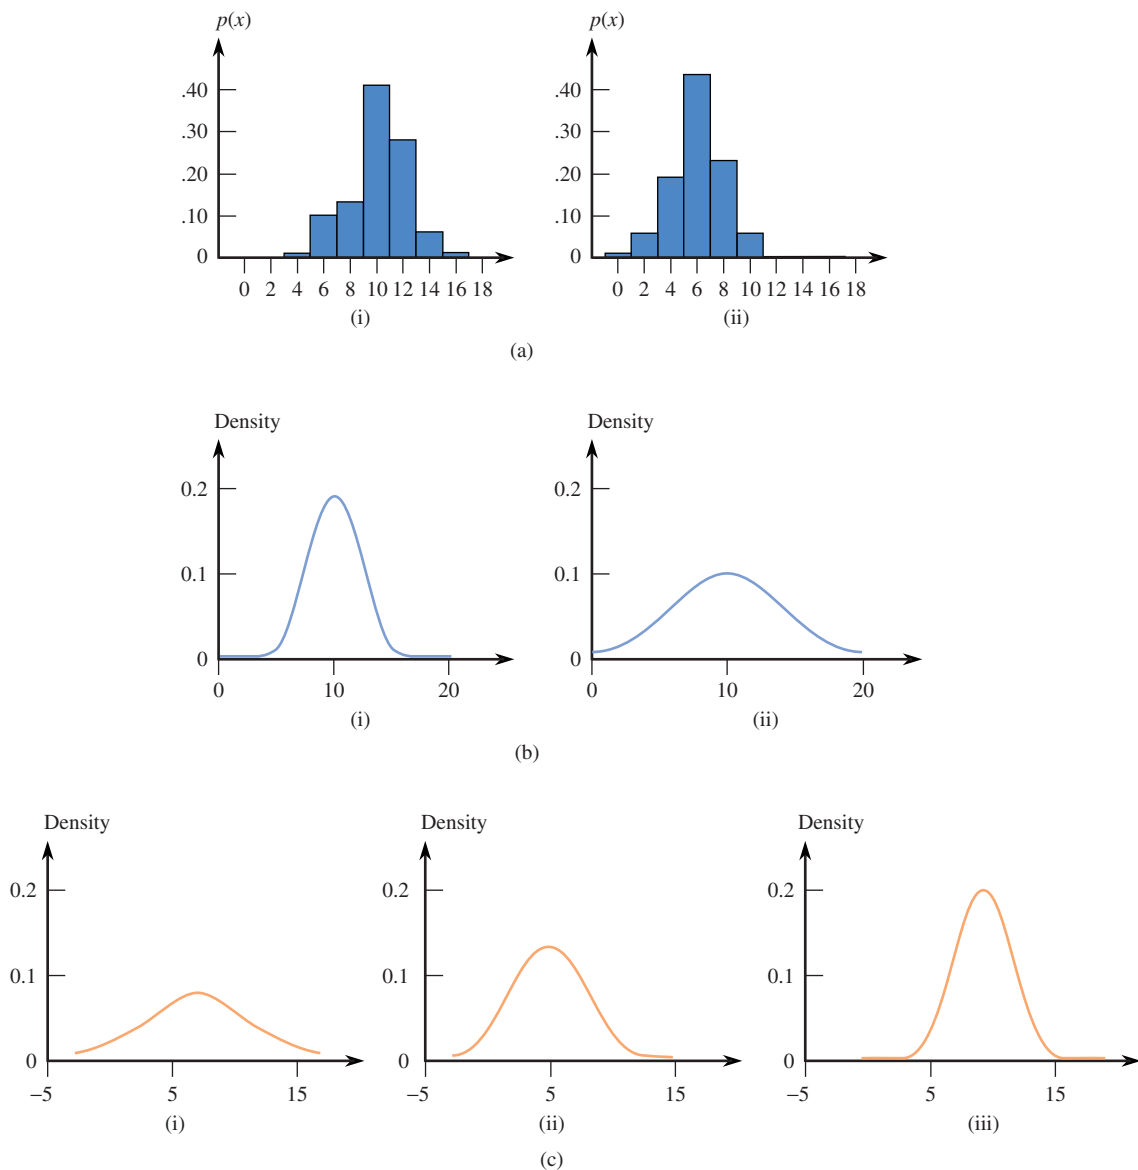 p(x) p(x)
.40 .40
.30 .30
.20 .20
.10 .10
0 0
0 2 4 6 8 10 12 14 16 18 0 2 4 6 8 10 12 14 16 18
(i) (ii)
(a)
Density Density
0.2 0.2
0.1 0.1
0 0
0 10 20 0 10 20
(i) (ii)
(b)
Density Density Density
0.2 0.2 0.2
0.1 0.1 0.1
0 0 0
–5 5 15 –5 5 15 –5 5 15
(i) (ii) (iii)
(c)